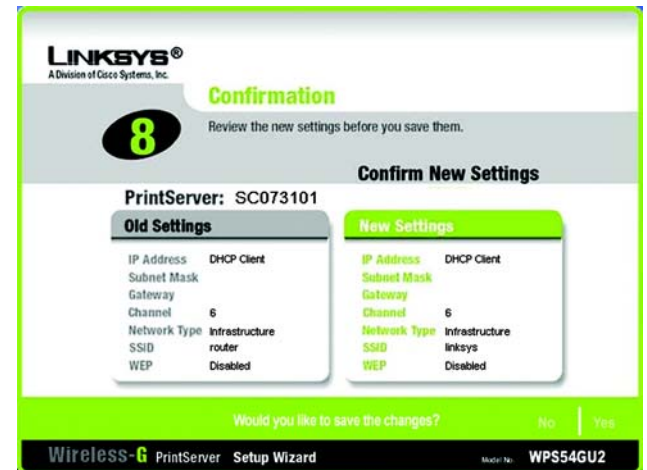 LINKSYS®
A Division of Cisco Systems, Inc.
Confirmation
8
Review the new settings before you save them.
Confirm New Settings
PrintServer: SC073101
Old Settings
IP Address DHCP Client
Subnet Mask
Gateway
Channel 6
Network Type Infrastructure
SSID router
WEP Disabled
New Settings
IP Address DHCP Client
Subnet Mask
Gateway
Channel 6
Network Type Infrastructure
SSID linksys
WEP Disabled
Would you like to save the changes? No Yes
Wireless-G PrintServer Setup Wizard Model No. WPS54GU2